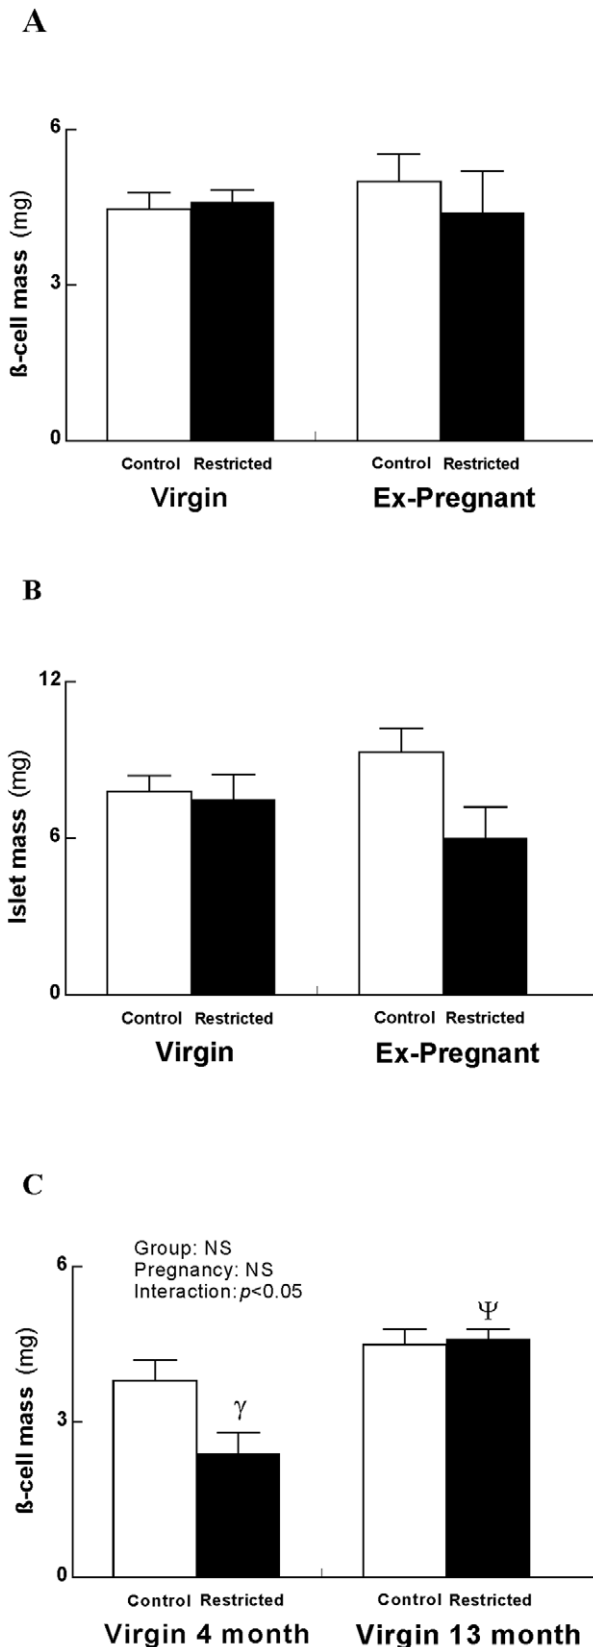 A
6
3
0
ß-cell mass (mg)
Control Restricted Control Restricted
Virgin Ex-Pregnant
B
12
6
0
Islet mass (mg)
Control Restricted Control Restricted
Virgin Ex-Pregnant
C
Group: NS
Pregnancy: NS
Interaction: p<0.05
6
3
0
ß-cell mass (mg)
γ
Ψ
Control Restricted Control Restricted
Virgin 4 month Virgin 13 month